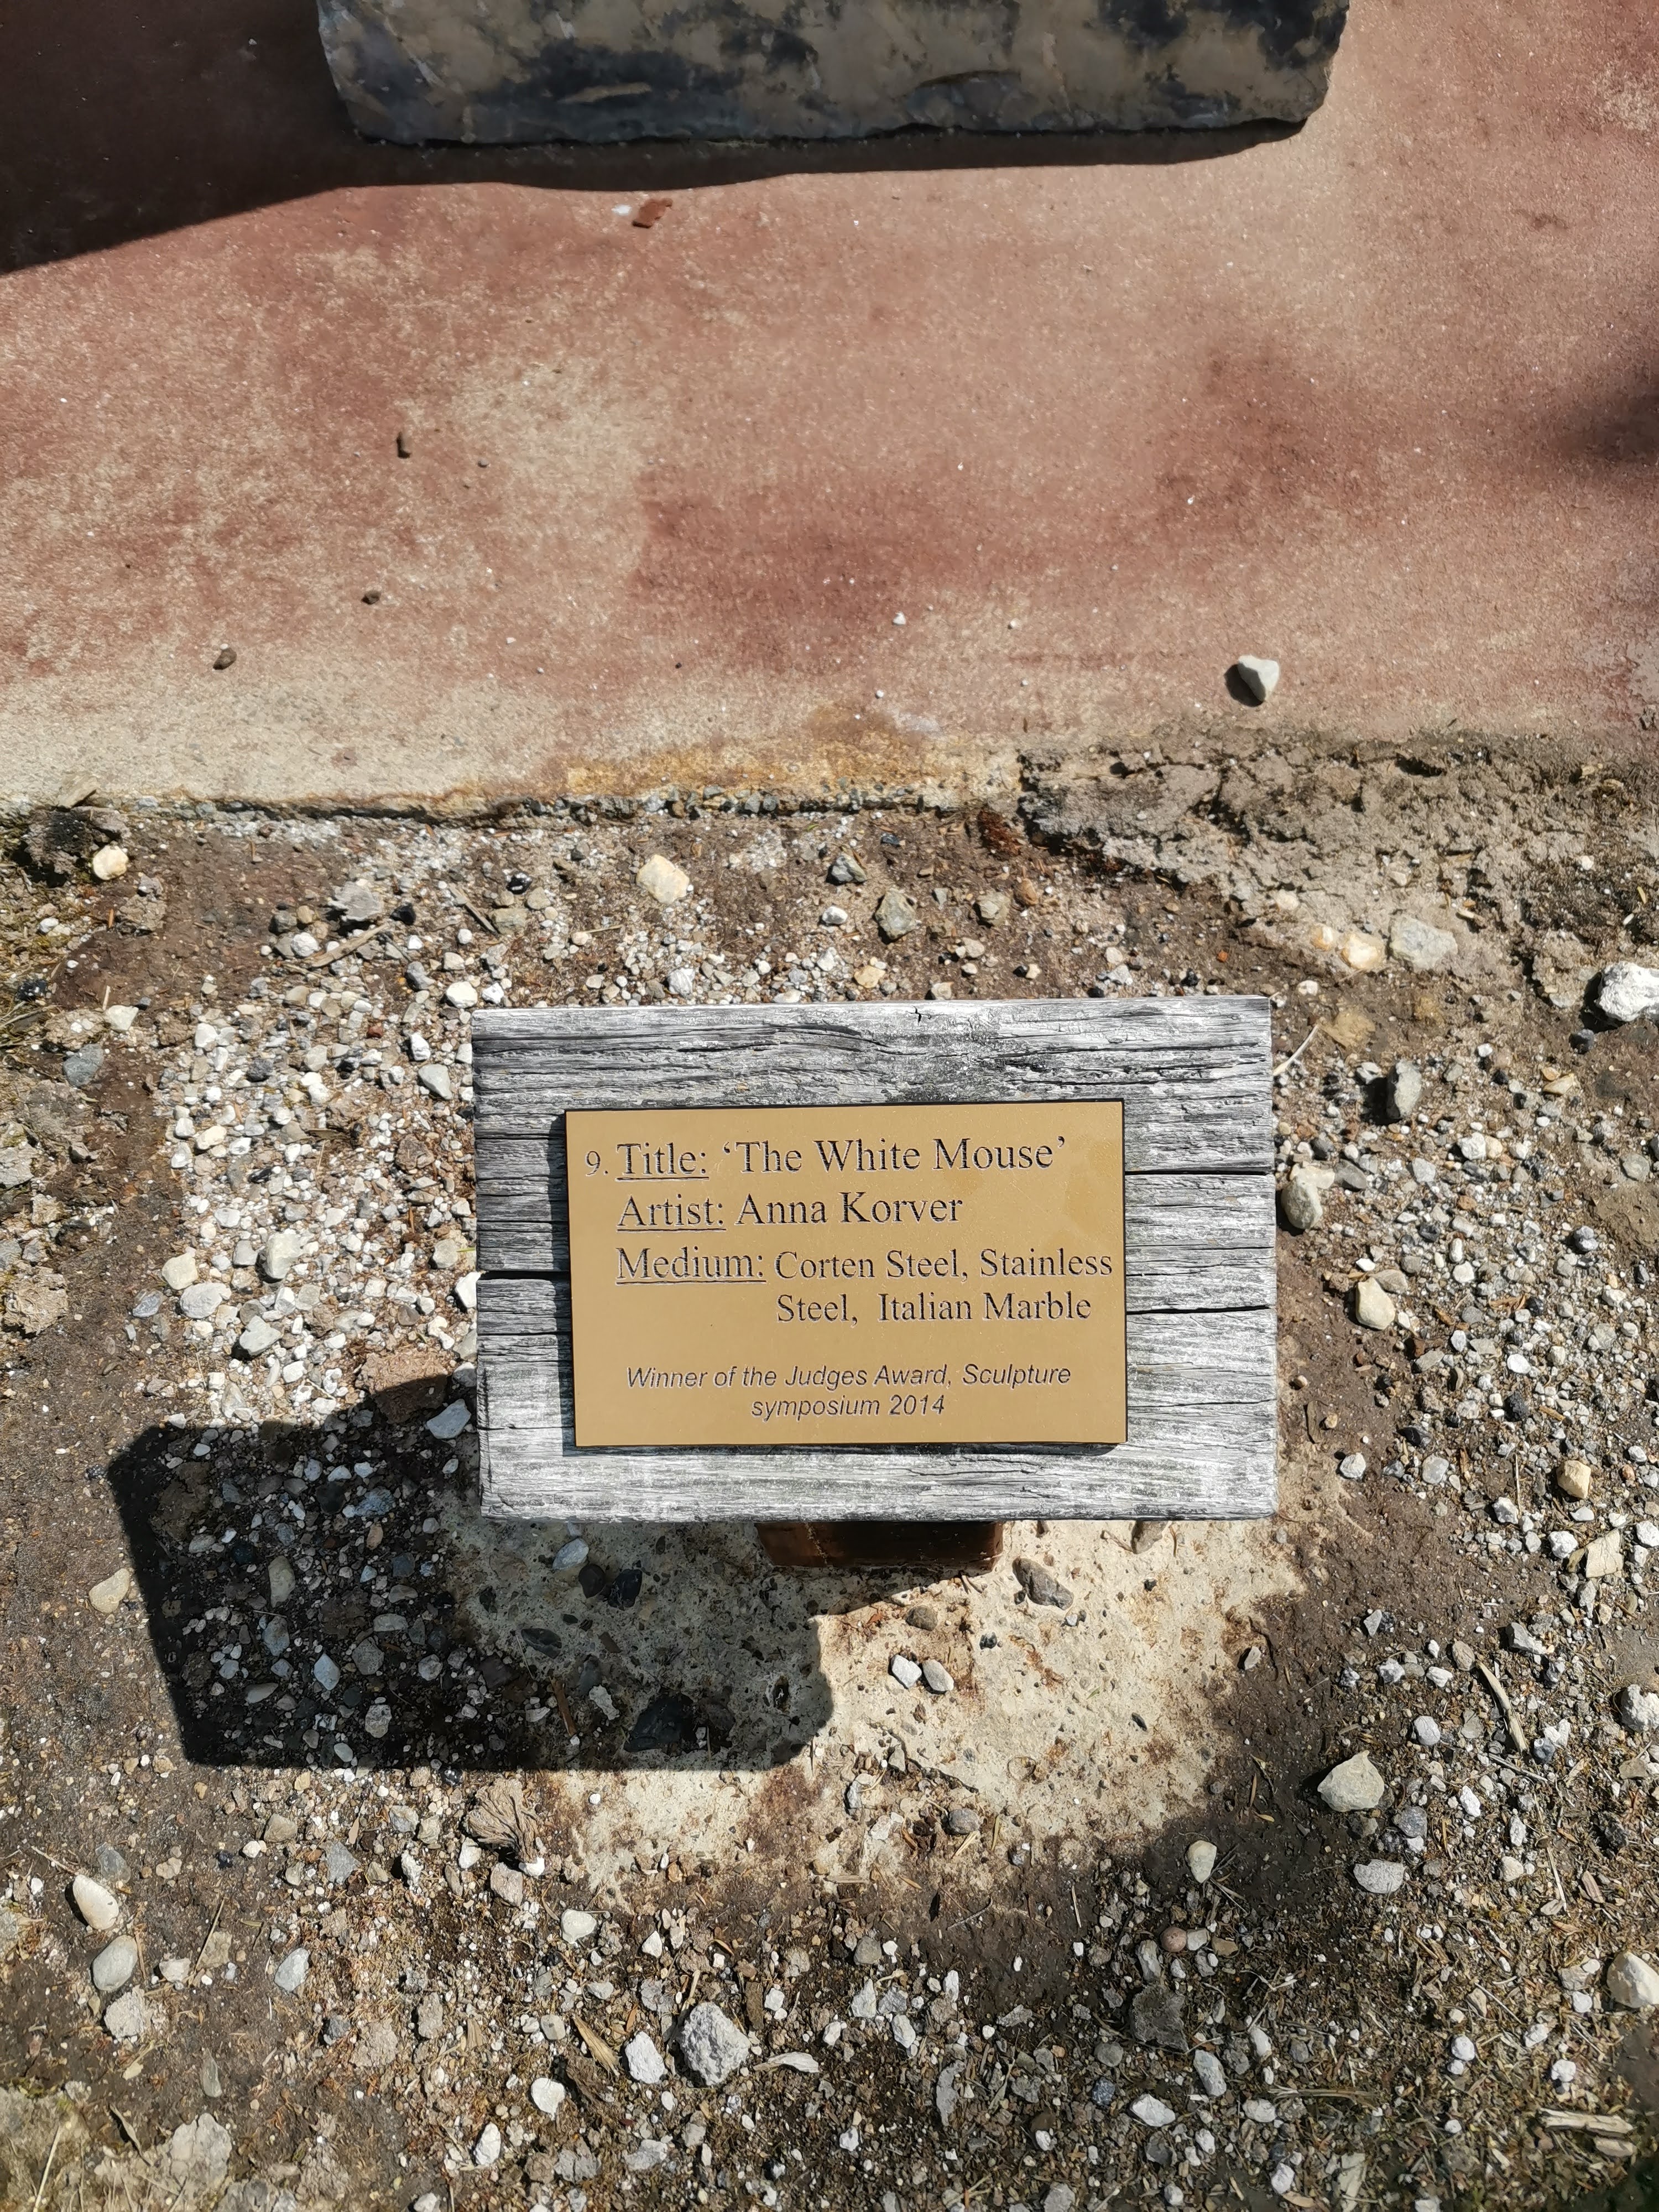 9. Title: ‘The White Mouse’
Artist: Anna Korver
Medium: Corten Steel, Stainless
Steel, Italian Marble
Winner of the Judges Award, Sculpture
symposium 2014